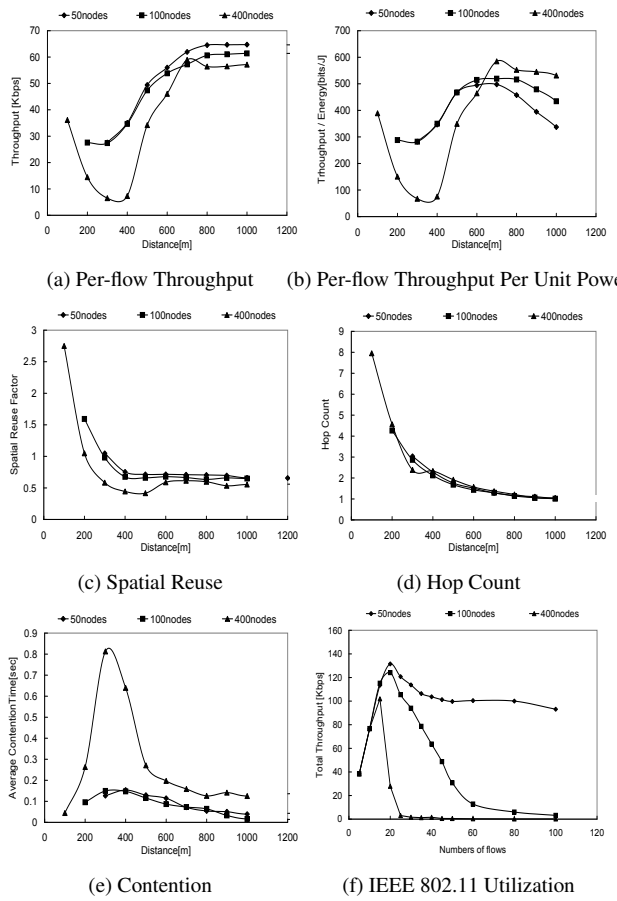 50nodes 100nodes 400nodes
70
60
50
40
30
20
10
0
0 200 400 600 800 1000 1200
Throughput [Kbps]
Distance[m]
(a) Per-flow Throughput
50nodes 100nodes 400nodes
700
600
500
400
300
200
100
0
0 200 400 600 800 1000 1200
Trhoughput / Energy[bits/J]
Distance[m]
(b) Per-flow Throughput Per Unit Powe
50nodes 100nodes 400nodes
3
2.5
2
1.5
1
0.5
0
0 200 400 600 800 1000 1200
Spatial Reuse Factor
Distance[m]
(c) Spatial Reuse
50nodes 100nodes 400nodes
9
8
7
6
5
4
3
2
1
0
0 200 400 600 800 1000 1200
Hop Count
Distance[m]
(d) Hop Count
50nodes 100nodes 400nodes
0.9
0.8
0.7
0.6
0.5
0.4
0.3
0.2
0.1
0
0 200 400 600 800 1000 1200
Average ContentionTime[sec]
Distance[m]
(e) Contention
50nodes 100nodes 400nodes
160
140
120
100
80
60
40
20
0
0 20 40 60 80 100 120
Total Throughput [Kbps]
Numbers of flows
(f) IEEE 802.11 Utilization